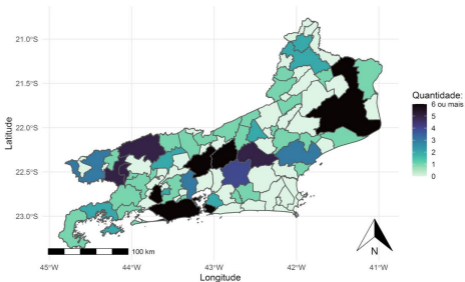 21.0°S
21.5°S
22.0°S
22.5°S
23.0°S
Latitude
Quantidade:
6 ou mais
5
4
3
2
1
0
100 km
N
45°W
44°W
43°W
42°W
41°W
Longitude